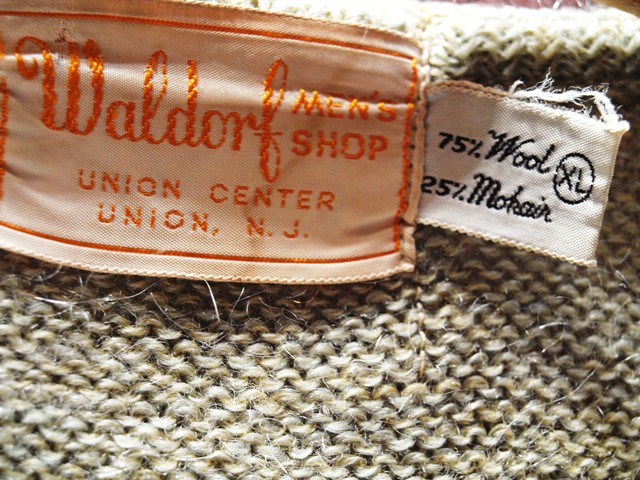 Waldorf MEN'S
SHOP
UNION CENTER
UNION, N.J.
75% Wool
25% Mohair
XL